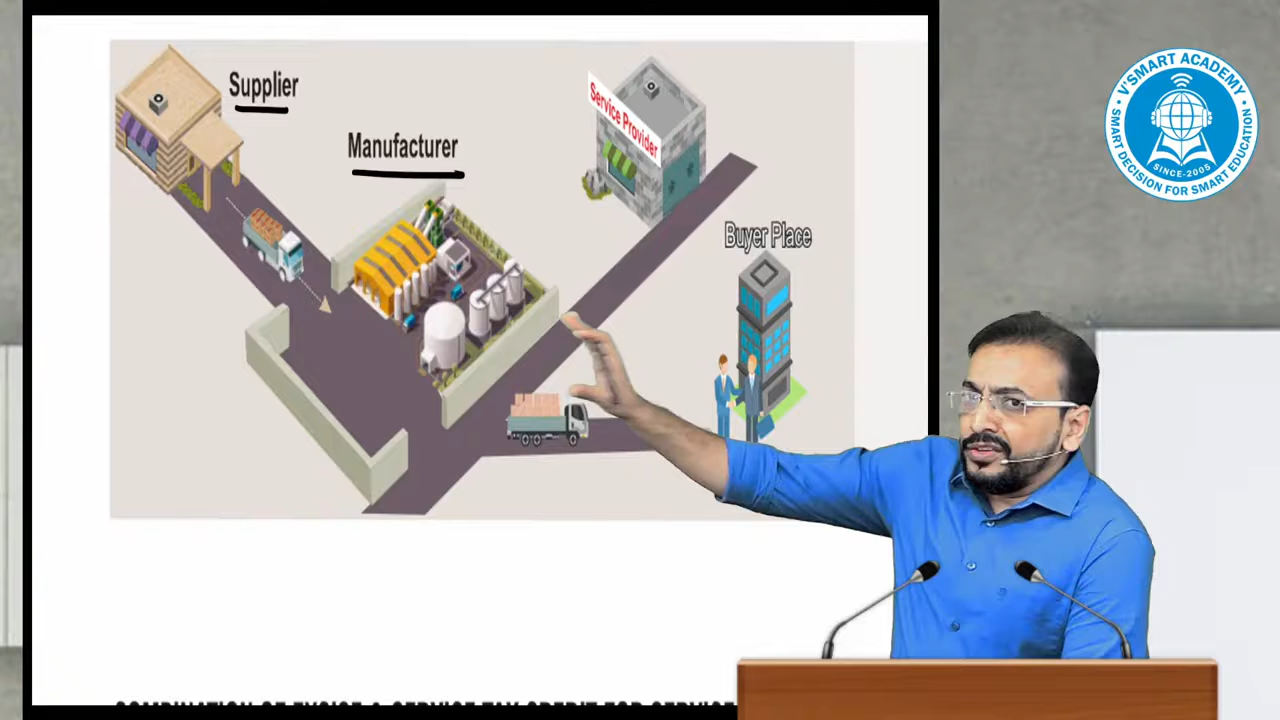 Supplier
Manufacturer
Service Provider
Buyer Place
V'SMART ACADEMY
SMART DECISION FOR SMART EDUCATION
SINCE-2005